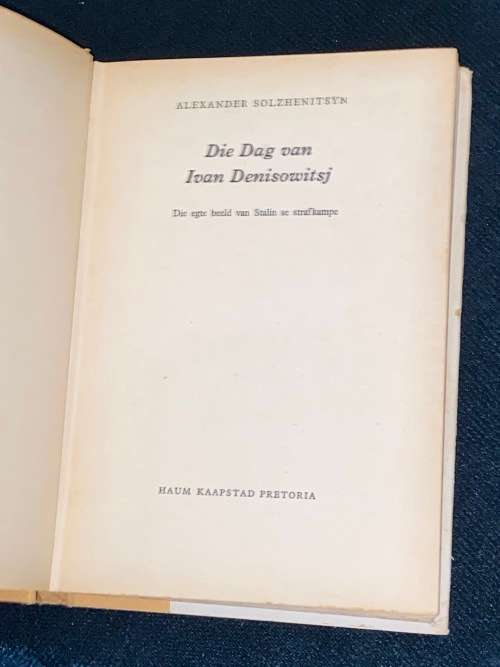 ALEXANDER SOLZHENITSYN
Die Dag van
Ivan Denisowitsj
Die egte beeld van Stalin se strafkampe
HAUM KAAPSTAD PRETORIA